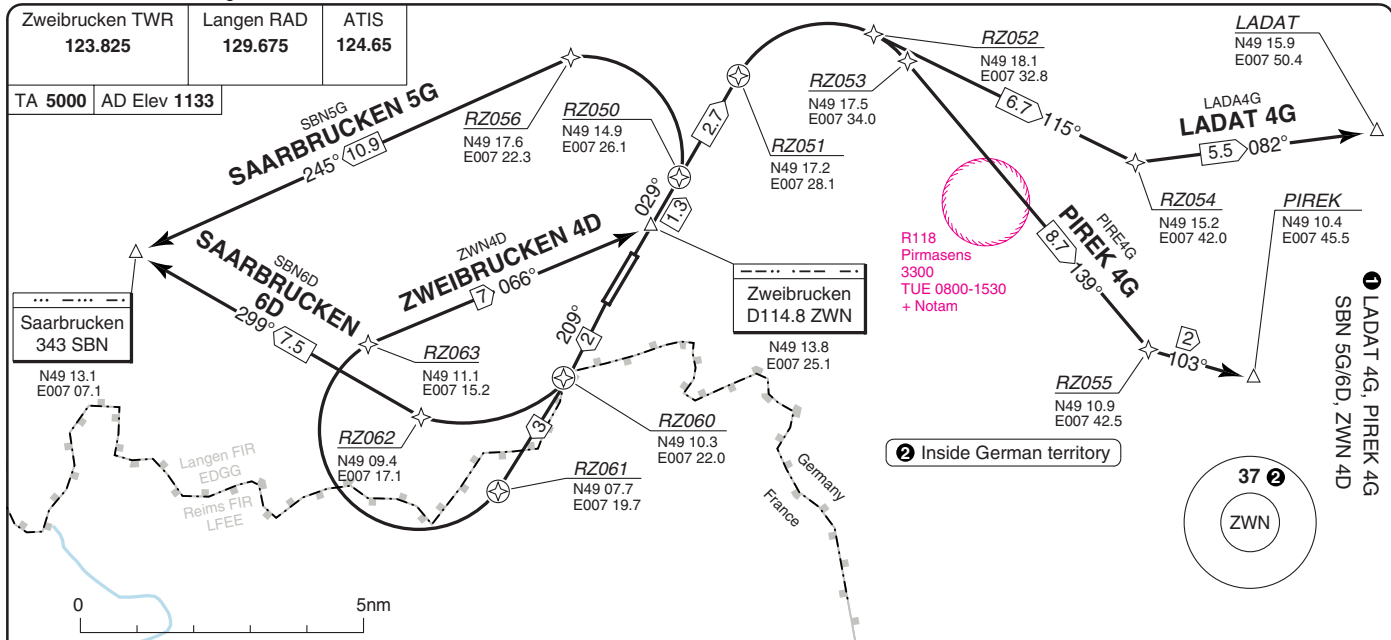 Zweibrucken TWR
123.825
Langen RAD
129.675
ATIS
124.65
TA 5000
AD Elev 1133
SBN5G
SAARBRUCKEN 5G
245° 10.9
RZ056
N49 17.6
E007 22.3
RZ050
N49 14.9
E007 26.1
2.7
RZ051
N49 17.2
E007 28.1
RZ052
N49 18.1
E007 32.8
RZ053
N49 17.5
E007 34.0
6.7 115°
LADA4G
LADAT 4G
5.5 082°
LADAT
N49 15.9
E007 50.4
RZ054
N49 15.2
E007 42.0
PIREK
N49 10.4
E007 45.5
029°
1.3
SBN6D
SAARBRUCKEN
6D
299° 7.5
ZWN4D
ZWEIBRUCKEN 4D
7 066°
PIRE4G
PIREK 4G
8.7 139°
R118
Pirmasens
3300
TUE 0800-1530
+ Notam
Saarbrucken
343 SBN
N49 13.1
E007 07.1
Zweibrucken
D114.8 ZWN
N49 13.8
E007 25.1
209° 2
RZ063
N49 11.1
E007 15.2
RZ062
N49 09.4
E007 17.1
3
RZ060
N49 10.3
E007 22.0
RZ061
N49 07.7
E007 19.7
2
103°
RZ055
N49 10.9
E007 42.5
❶ LADAT 4G, PIREK 4G
SBN 5G/6D, ZWN 4D
❷ Inside German territory
37 ❷
ZWN
Langen FIR
EDGG
Reims FIR
LFEE
Germany
France
0 5nm